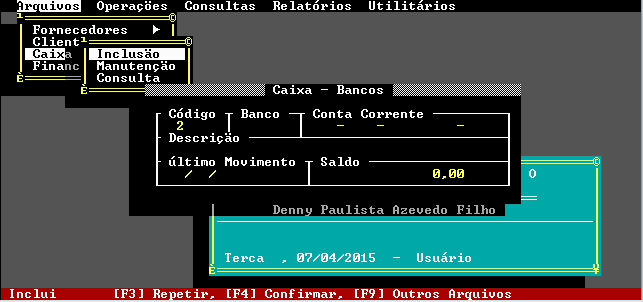 Arquivos Operações Consultas Relatórios Utilitários
Fornecedores
Client
Caixa Inclusão
Financ Manutenção
Consulta
Caixa - Bancos
Código Banco Conta Corrente
2 - - -
Descrição
último Movimento Saldo
/ / 0,00
O
Denny Paulista Azevedo Filho
Terca , 07/04/2015 - Usuário
Inclui [F3] Repetir, [F4] Confirmar, [F9] Outros Arquivos